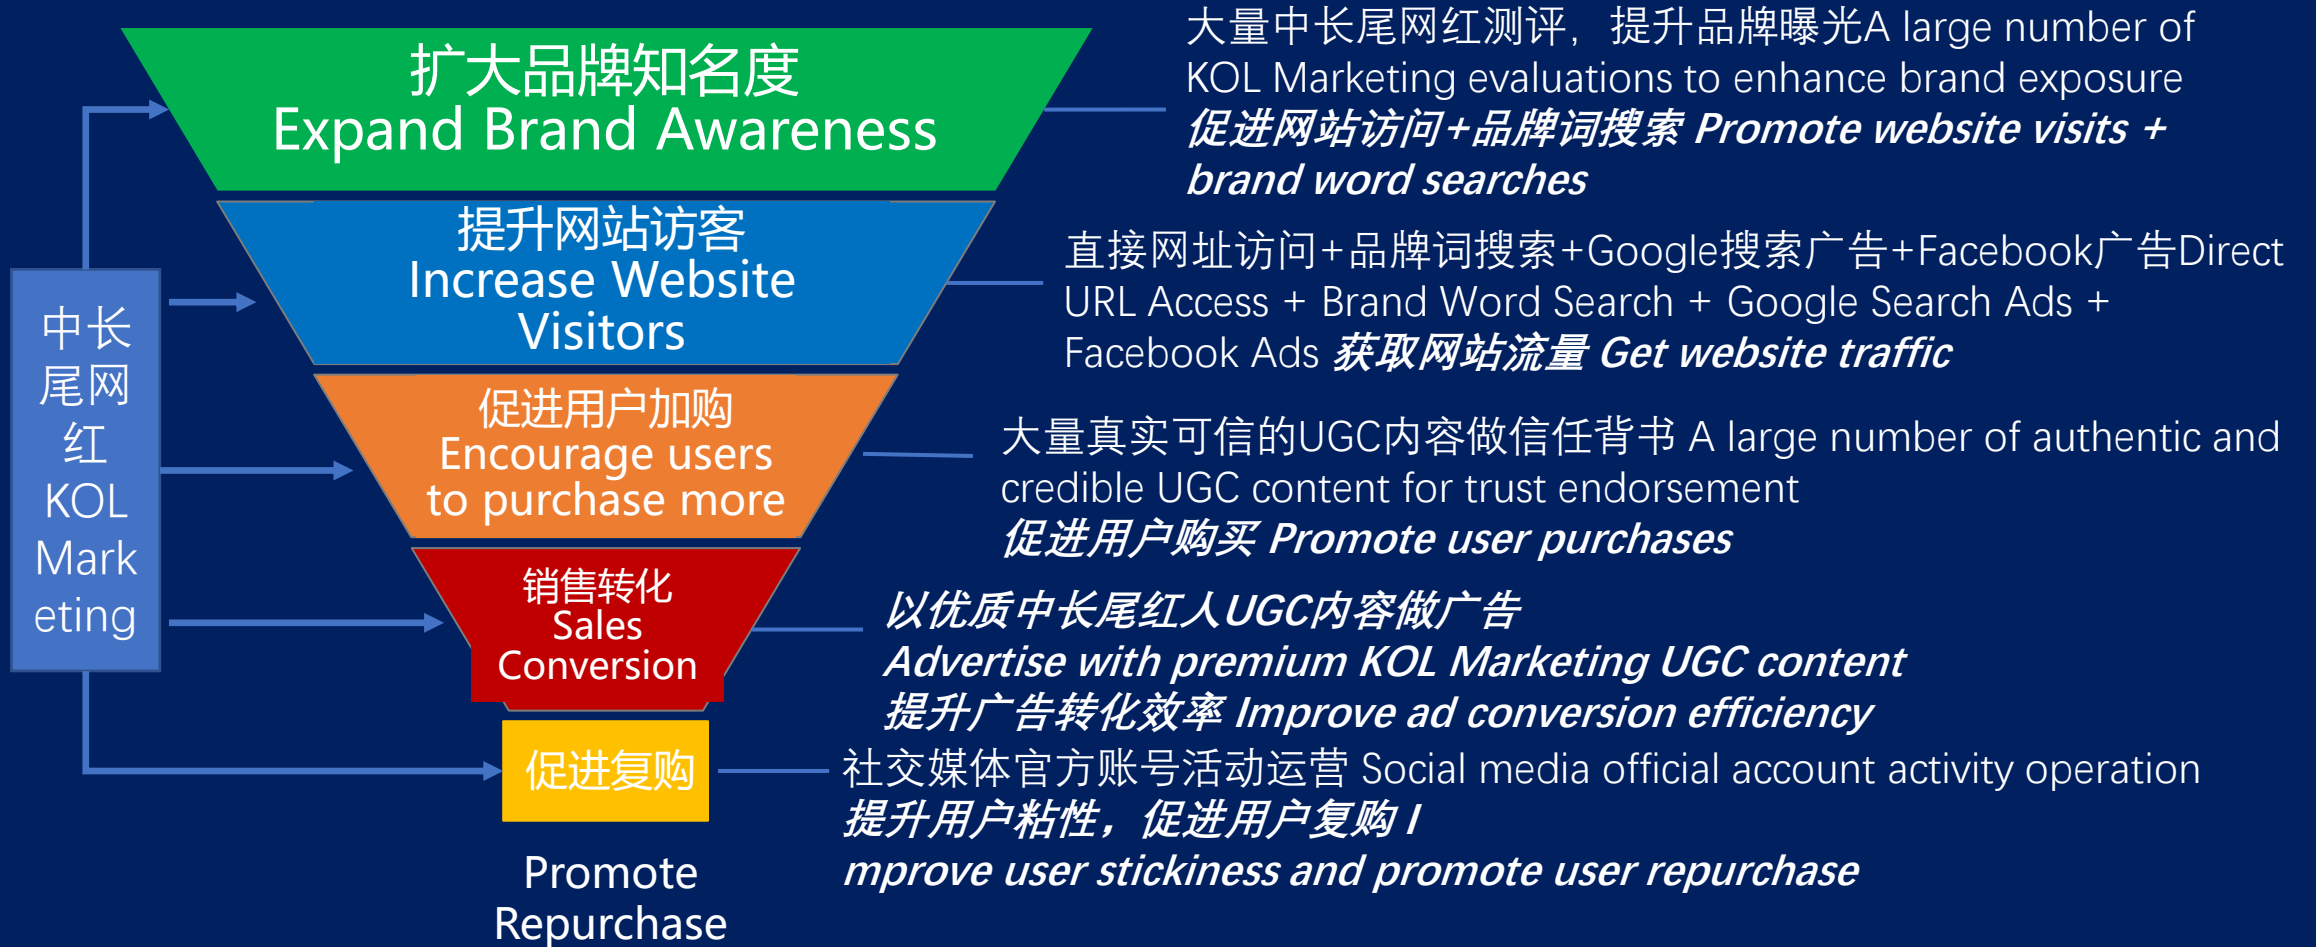 中长
尾网
红
KOL
Mark
eting
扩大品牌知名度
Expand Brand Awareness
大量中长尾网红测评，提升品牌曝光A large number of
KOL Marketing evaluations to enhance brand exposure
促进网站访问+品牌词搜索 Promote website visits +
brand word searches
提升网站访客
Increase Website
Visitors
直接网址访问+品牌词搜索+Google搜索广告+Facebook广告Direct
URL Access + Brand Word Search + Google Search Ads +
Facebook Ads 获取网站流量 Get website traffic
促进用户加购
Encourage users
to purchase more
大量真实可信的UGC内容做信任背书 A large number of authentic and
credible UGC content for trust endorsement
促进用户购买 Promote user purchases
销售转化
Sales
Conversion
以优质中长尾红人UGC内容做广告
Advertise with premium KOL Marketing UGC content
提升广告转化效率 Improve ad conversion efficiency
促进复购
Promote
Repurchase
社交媒体官方账号活动运营 Social media official account activity operation
提升用户粘性，促进用户复购 I
mprove user stickiness and promote user repurchase